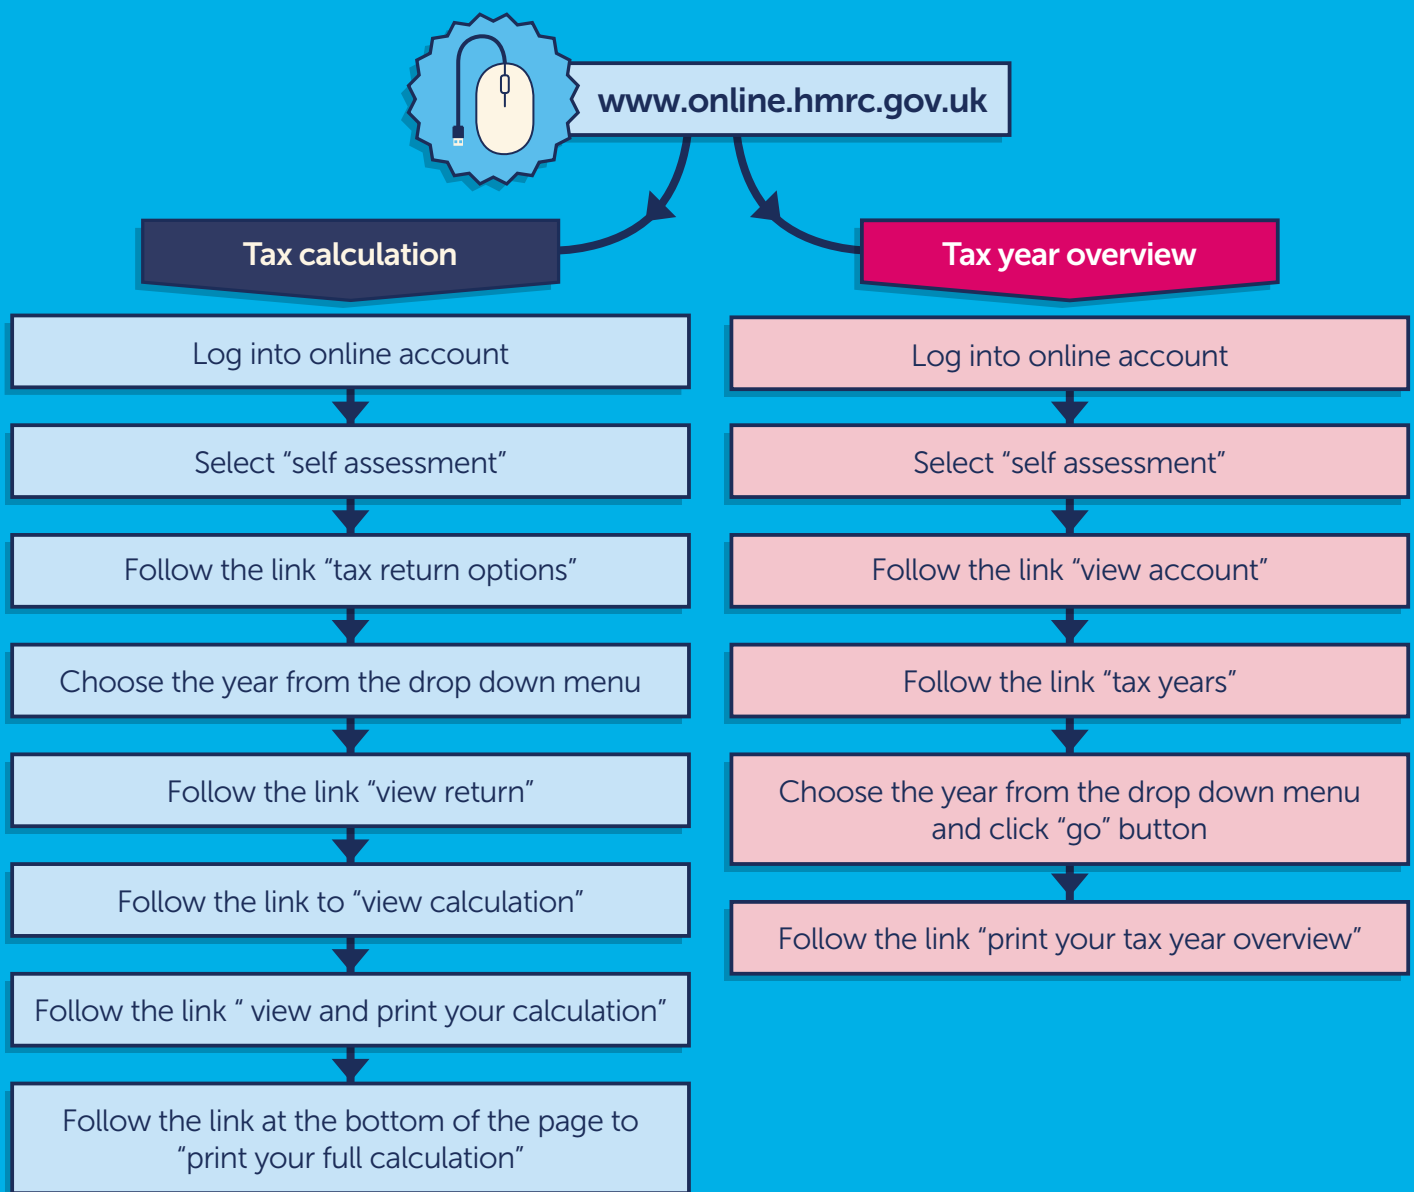 www.online.hmrc.gov.uk
Tax calculation
Log into online account
Select “self assessment”
Follow the link “tax return options”
Choose the year from the drop down menu
Follow the link “view return”
Follow the link to “view calculation”
Follow the link “ view and print your calculation”
Follow the link at the bottom of the page to
“print your full calculation”
Tax year overview
Log into online account
Select “self assessment”
Follow the link “view account”
Follow the link “tax years”
Choose the year from the drop down menu
and click “go” button
Follow the link “print your tax year overview”